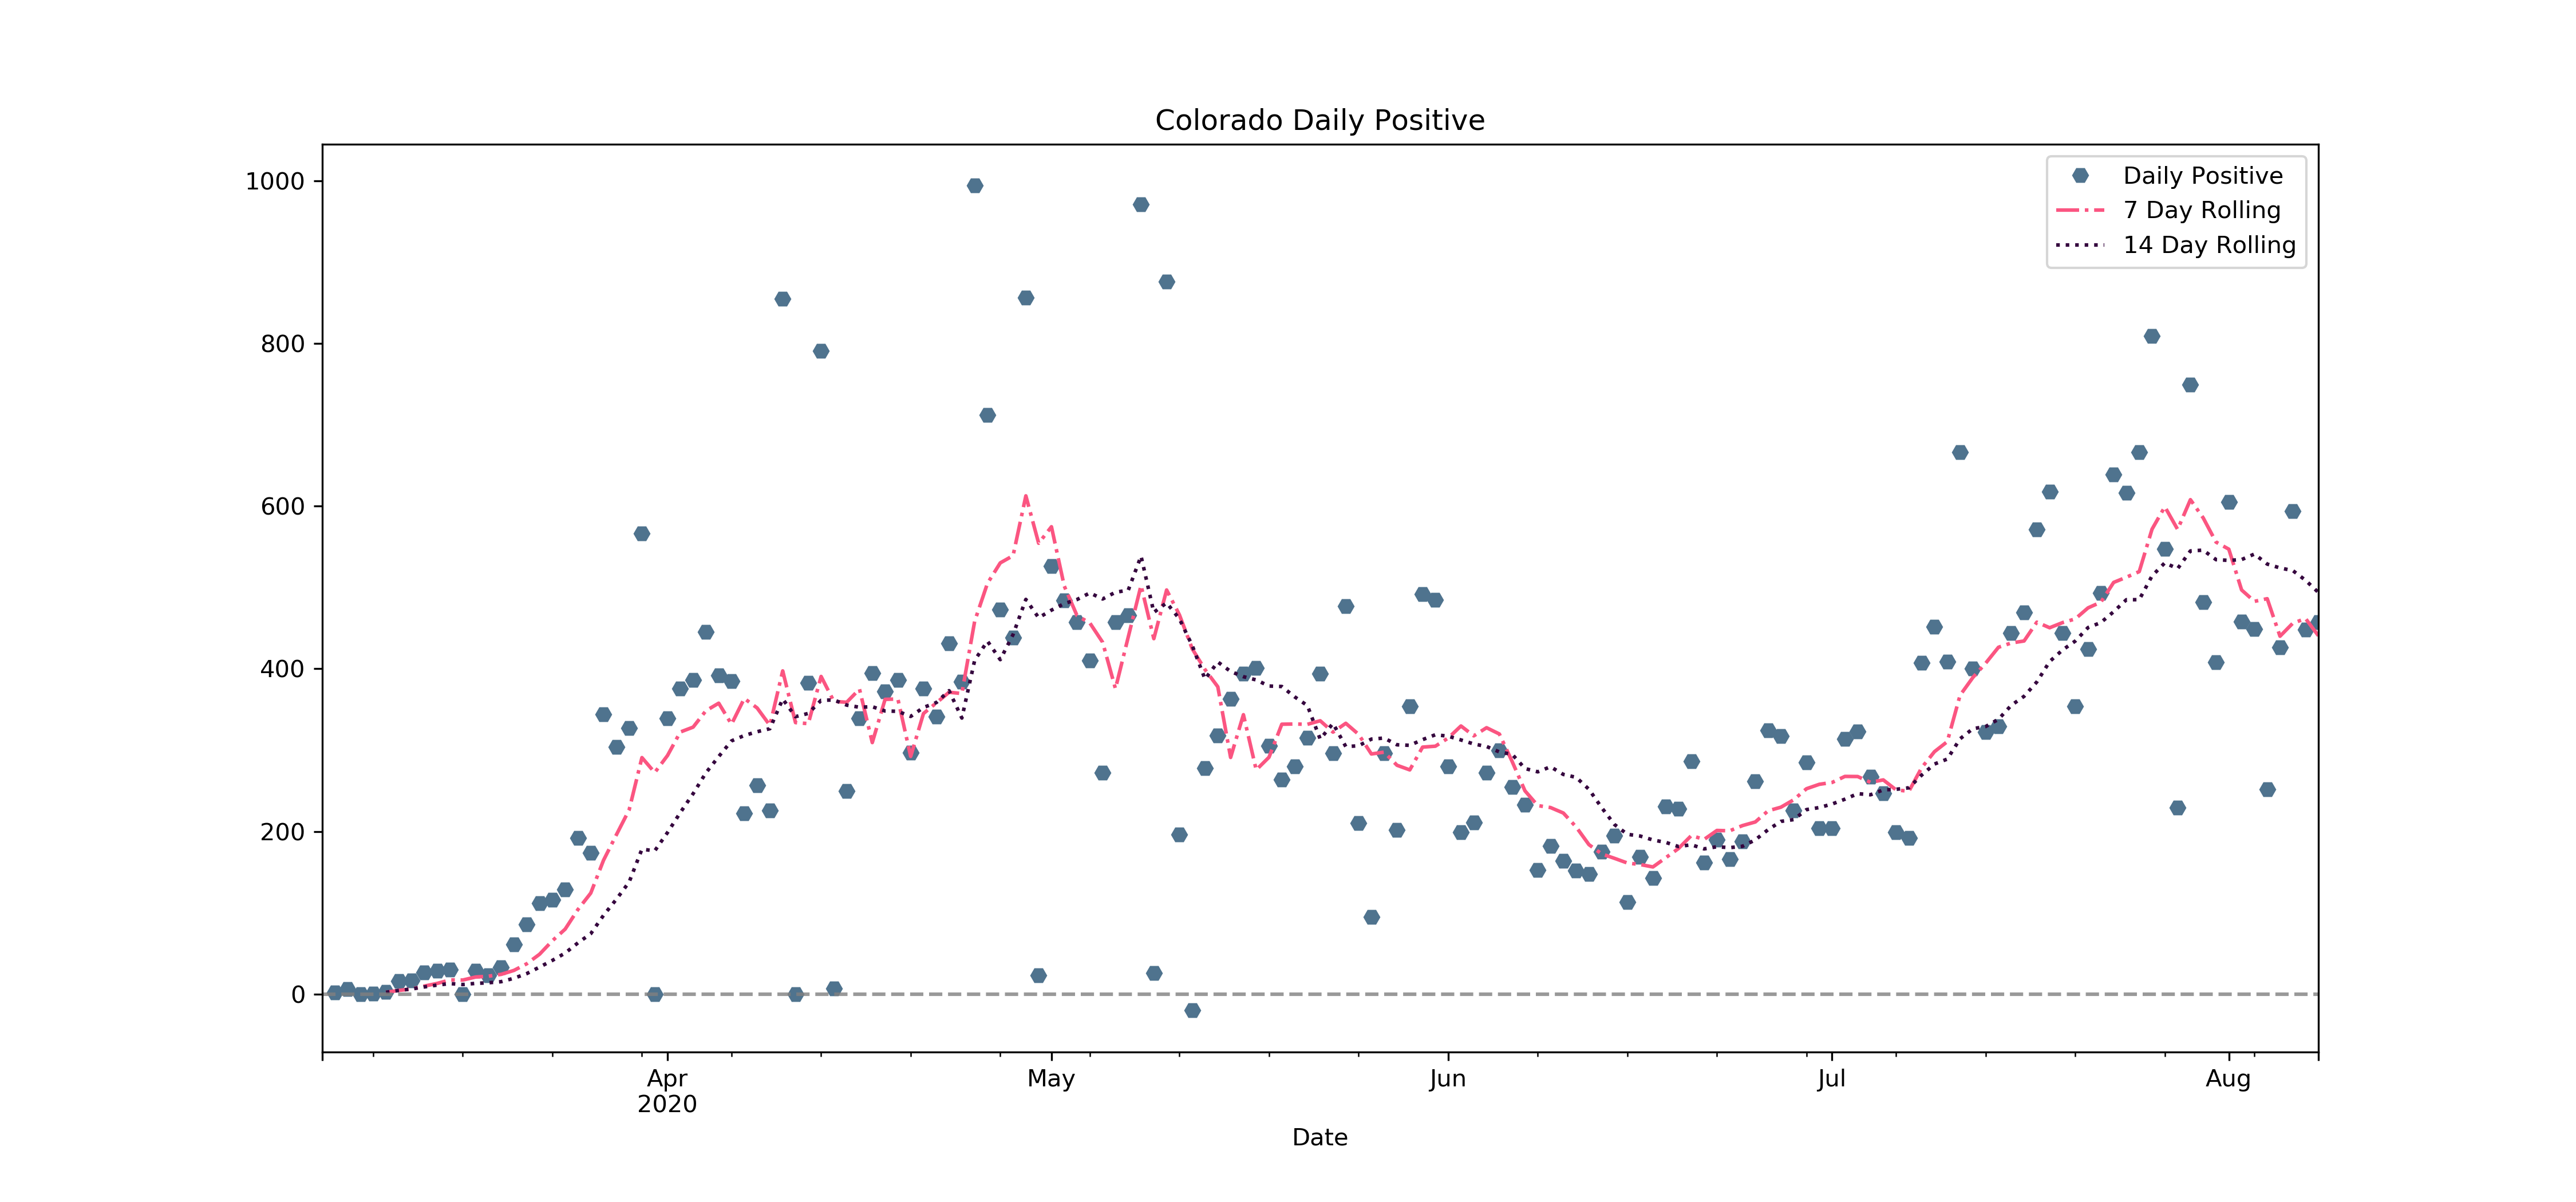 Colorado Daily Positive
1000
800
600
400
200
0
Daily Positive
7 Day Rolling
14 Day Rolling
Apr
2020
May
Jun
Jul
Aug
Date